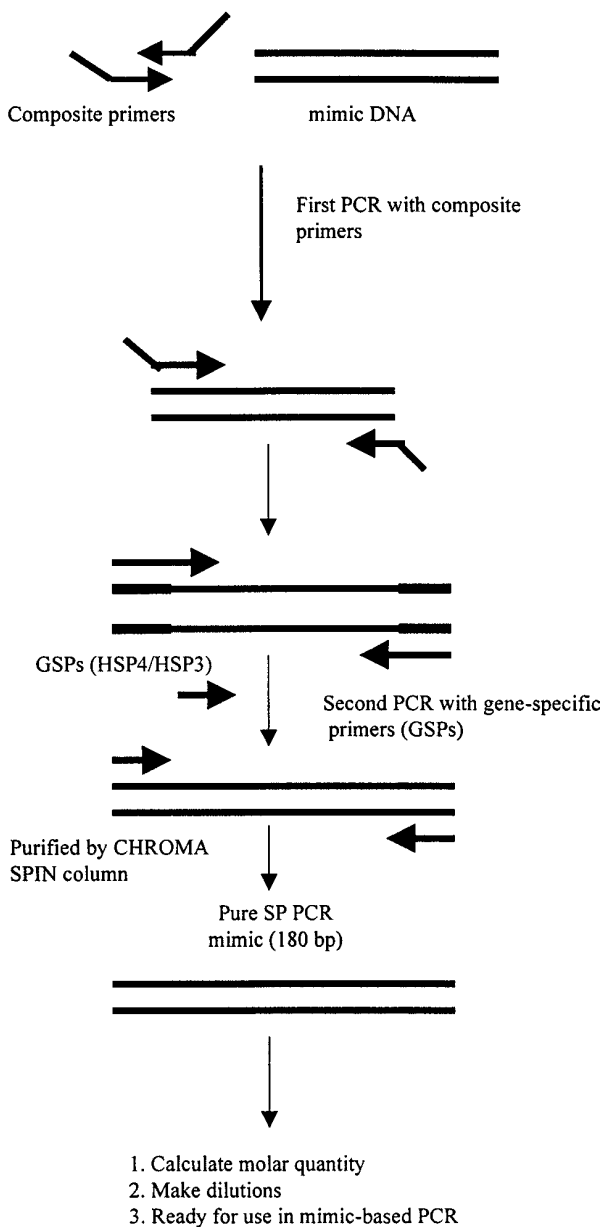 Composite primers
mimic DNA
First PCR with composite
primers
GSPs (HSP4/HSP3)
Second PCR with gene-specific
primers (GSPs)
Purified by CHROMA
SPIN column
Pure SP PCR
mimic (180 bp)
1. Calculate molar quantity
2. Make dilutions
3. Ready for use in mimic-based PCR